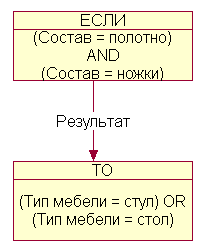 ЕСЛИ
(Состав = полотно)
AND
(Состав = ножки)
Результат
ТО
(Тип мебели = стул) OR
(Тип мебели = стол)